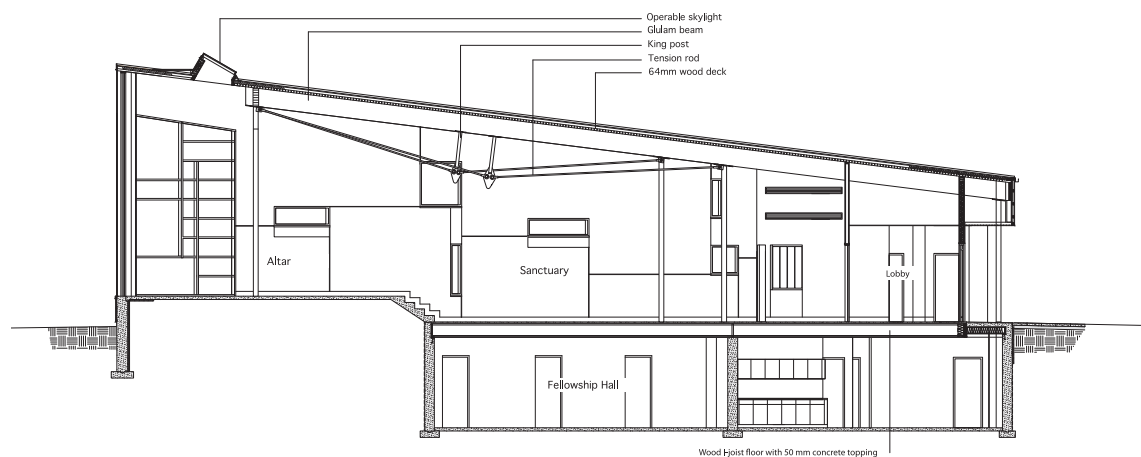 Operable skylight
Glulam beam
King post
Tension rod
64mm wood deck
Altar
Sanctuary
Lobby
Fellowship Hall
Wood I-joist floor with 50 mm concrete topping